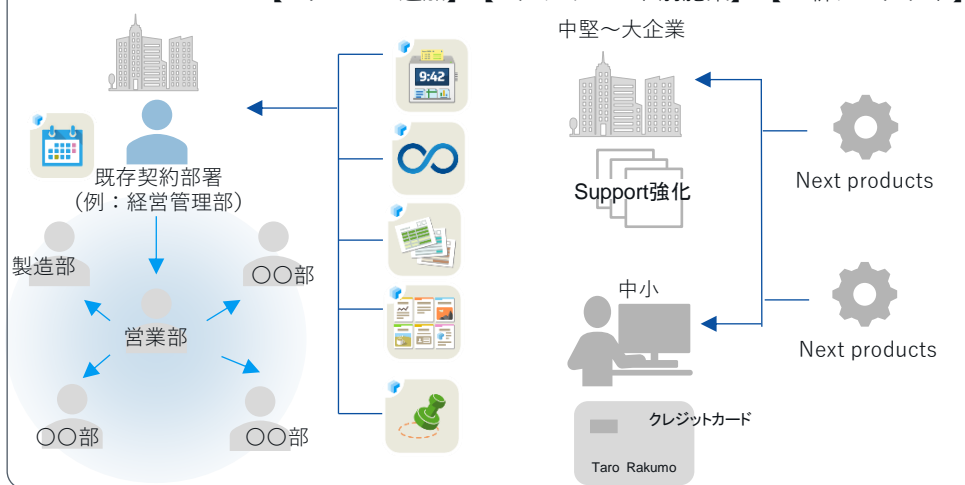 中堅～大企業
9:42
既存契約部署
（例：経営管理部）
Support強化
Next products
製造部
〇〇部
営業部
中小
Next products
〇〇部
〇〇部
クレジットカード
Taro Rakumo